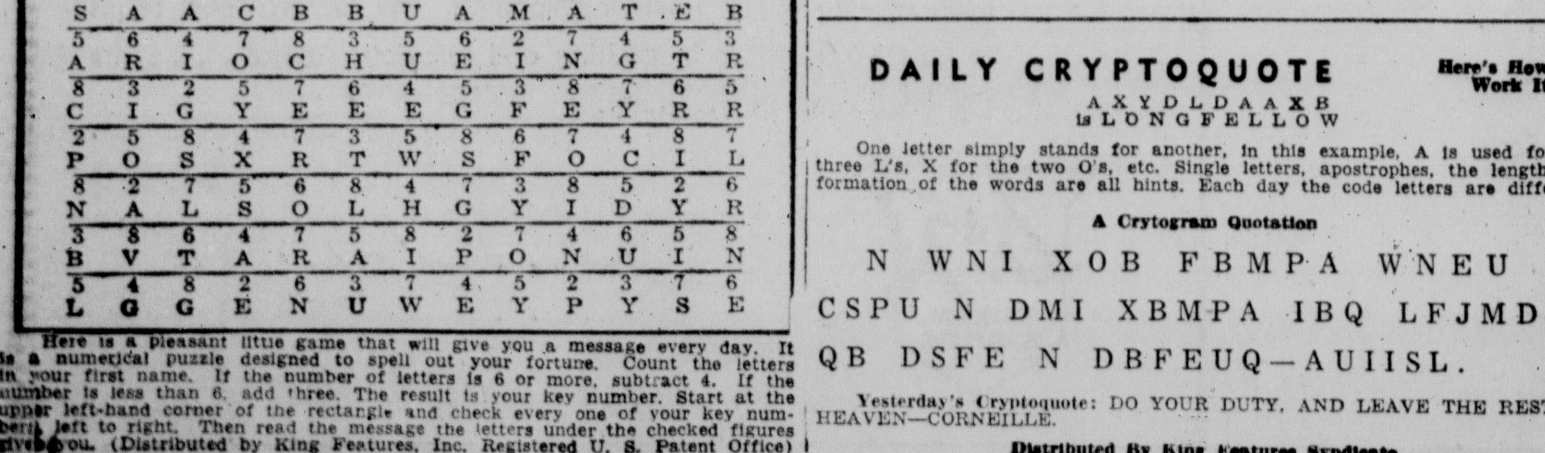 S A A C B B U A M A T E B
5 6 4 7 8 3 5 6 2 7 4 5 3
A R I O C H U E I N G T R
8 3 2 5 7 6 4 5 3 8 7 6 5
C I G Y E E E G F E Y R R
2 5 8 4 7 3 5 8 6 7 4 8 7
P O S X R T W S F O C I L
8 2 7 5 6 8 4 7 3 8 5 2 6
N A L S O L H G Y I D Y R
3 8 6 4 7 5 8 2 7 4 6 5 8
B V T A R A I P O N U I N
5 4 8 2 6 3 7 4 5 2 3 7 6
L G G E N U W E Y P Y S E
Here is a pleasant little game that will give you a message every day. It
is a numerical puzzle designed to spell out your fortune. Count the letters
in your first name. If the number of letters is 6 or more, subtract 4. If the
number is less than 6, add three. The result is your key number. Start at the
upper left-hand corner of the rectangle and check every one of your key num-
bers, left to right. Then read the message the letters under the checked figures
give you. (Distributed by King Features, Inc. Registered U. S. Patent Office)
DAILY CRYPTOQUOTE
Here's How
Work It
A X Y D L D A A X B
is L O N G F E L L O W
One letter simply stands for another, in this example, A is used fo
three L's, X for the two O's, etc. Single letters, apostrophes, the length
formation of the words are all hints. Each day the code letters are diff
A Crytogram Quotation
N WNI XOB FBMPA WNEU
CSPU N DMI XBMPA IBQ LFJMD
QB DSFE N DBFEUQ—AUIISL.
Yesterday's Cryptoquote: DO YOUR DUTY, AND LEAVE THE REST
HEAVEN—CORNEILLE.
Distributed By King Features Syndicate